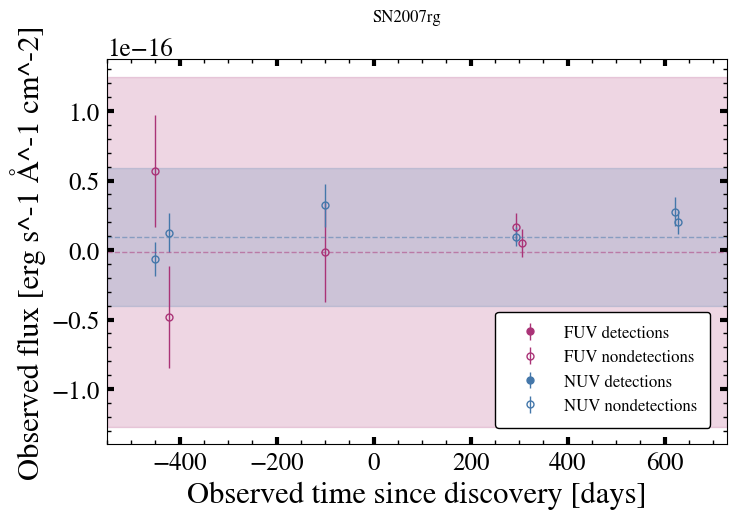 SN2007rg
1e−16
Observed flux [erg s^-1 Å^-1 cm^-2]
1.0
0.5
0.0
−0.5
−1.0
FUV detections
FUV nondetections
NUV detections
NUV nondetections
−400 −200 0 200 400 600
Observed time since discovery [days]